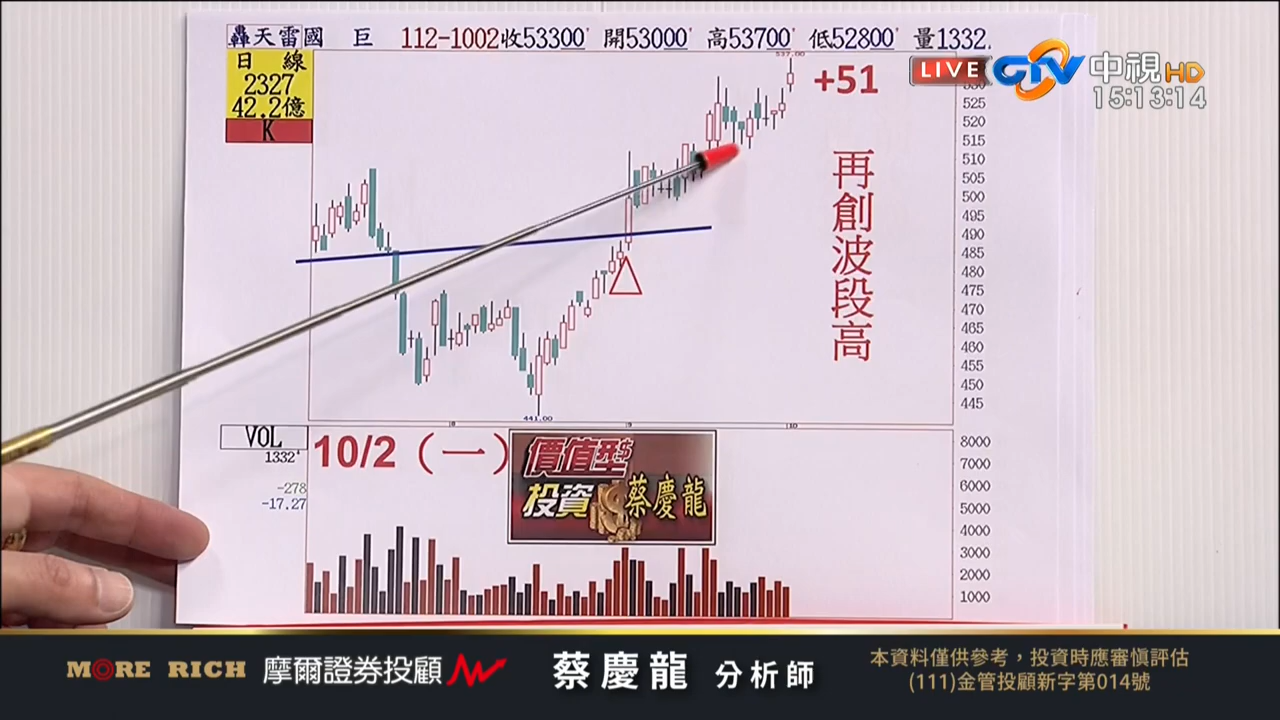 轟天雷國 巨 112-1002收53300' 開53000' 高53700' 低52800' 量1332.
日 線
2327
42.2億
K
537.00
+51
LIVE CTV 中視HD
15:13:14
再創波段高
530
525
520
515
510
505
500
495
490
485
480
475
470
465
460
455
450
445
441.00
8
9
10
VOL
1332'
-278
-17.27
10/2（一）
價值型$
投資 蔡慶龍
8000
7000
6000
5000
4000
3000
2000
1000
MORE RICH 摩爾證券投顧 蔡慶龍 分析師
本資料僅供參考，投資時應審慎評估
(111)金管投顧新字第014號